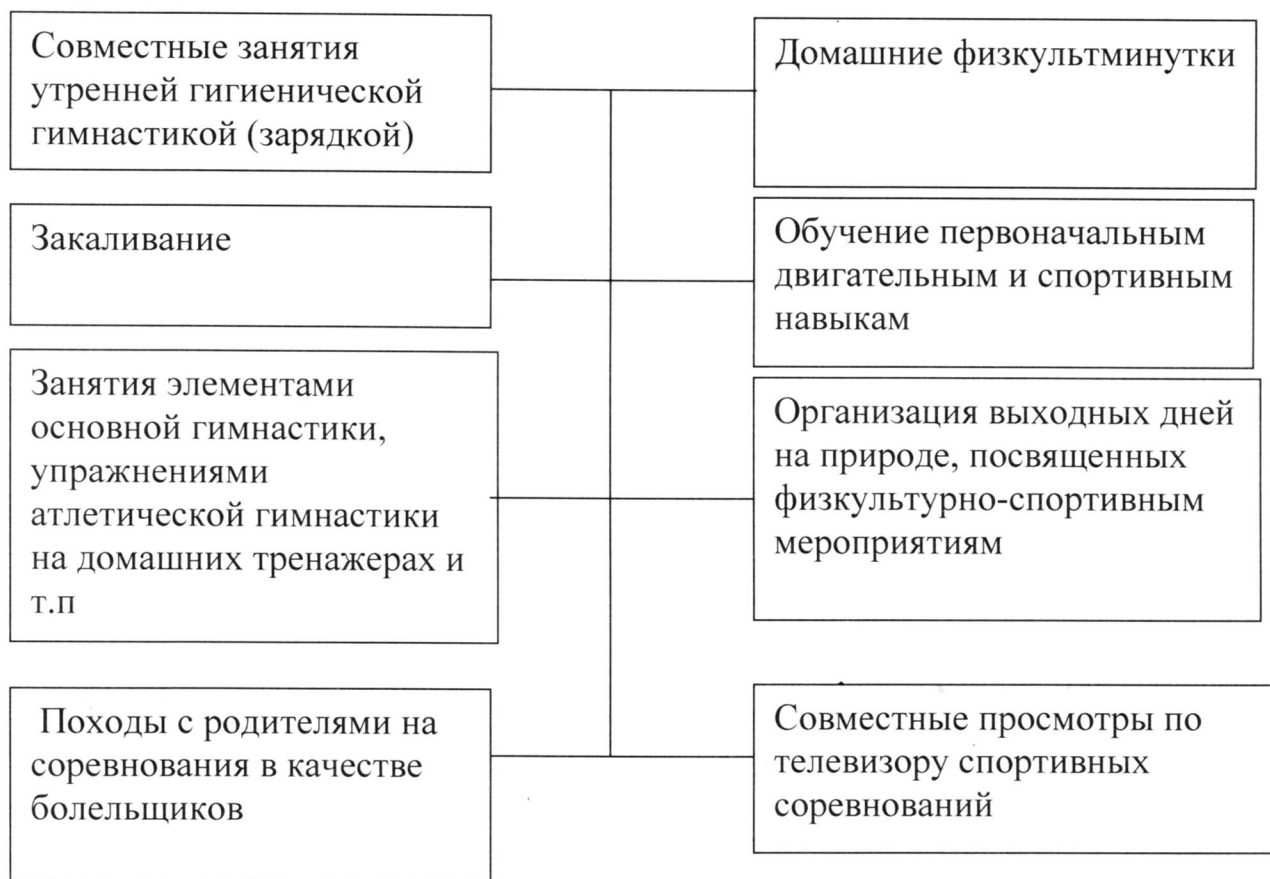 Совместные занятия
утренней гигиенической
гимнастикой (зарядкой)
Домашние физкультминутки
Закаливание
Обучение первоначальным
двигательным и спортивным
навыкам
Занятия элементами
основной гимнастики,
упражнениями
атлетической гимнастики
на домашних тренажерах и
т.п
Организация выходных дней
на природе, посвященных
физкультурно-спортивным
мероприятиям
Походы с родителями на
соревнования в качестве
болельщиков
Совместные просмотры по
телевизору спортивных
соревнований